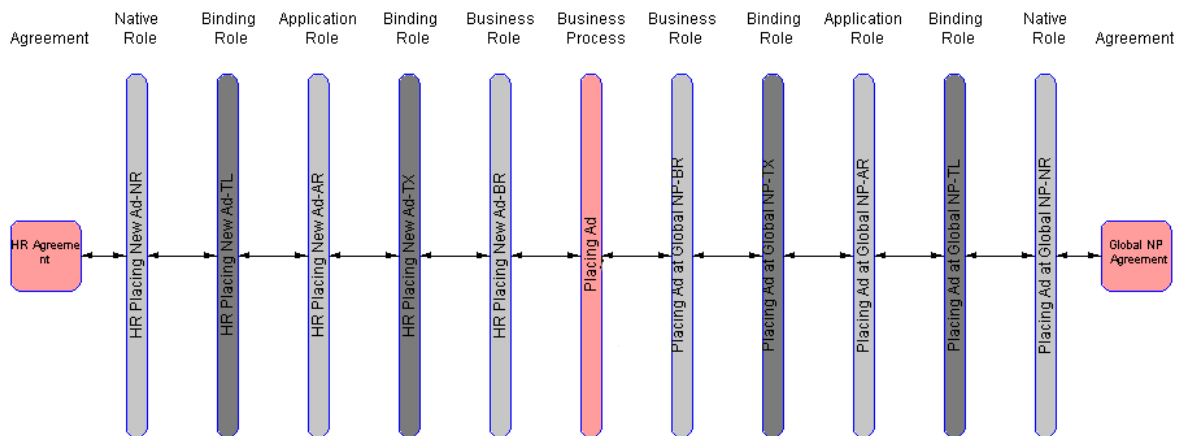 Agreement
Native
Role
Binding
Role
Application
Role
Binding
Role
Business
Role
Business
Process
Business
Role
Binding
Role
Application
Role
Binding
Role
Native
Role
Agreement
HR Agreeme
nt
HR Placing New Ad-NR
HR Placing New Ad-TL
HR Placing New Ad-AR
HR Placing New Ad-TX
HR Placing New Ad-BR
Placing Ad
Placing Ad at Global NP-BR
Placing Ad at Global NP-TX
Placing Ad at Global NP-AR
Placing Ad at Global NP-TL
Placing Ad at Global NP-NR
Global NP
Agreement